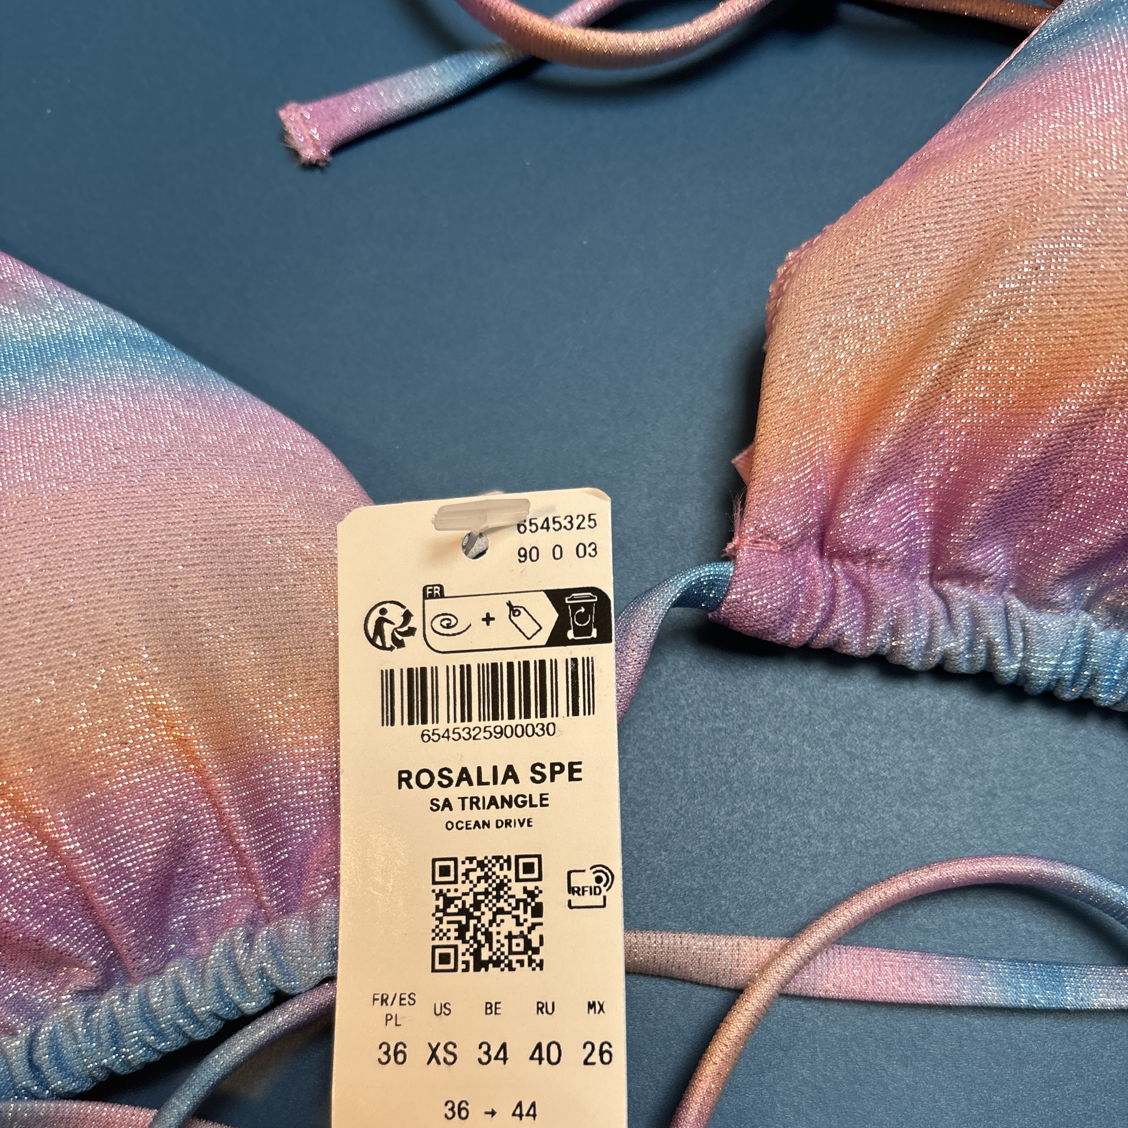 6545325
90 0 03
FR
6545325900030
ROSALIA SPE
SA TRIANGLE
OCEAN DRIVE
RFID
FR/ES US BE RU MX
PL
36 XS 34 40 26
36 → 44